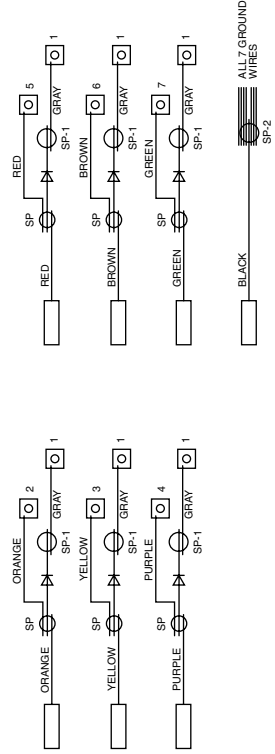 ORANGE
2
ORANGE
SP
SP-1
GRAY
1
YELLOW
3
YELLOW
SP
SP-1
GRAY
1
PURPLE
4
PURPLE
SP
SP-1
GRAY
1
RED
5
RED
SP
SP-1
GRAY
1
BROWN
6
BROWN
SP
SP-1
GRAY
1
GREEN
7
GREEN
SP
SP-1
GRAY
1
BLACK
SP-2
ALL 7 GROUND
WIRES